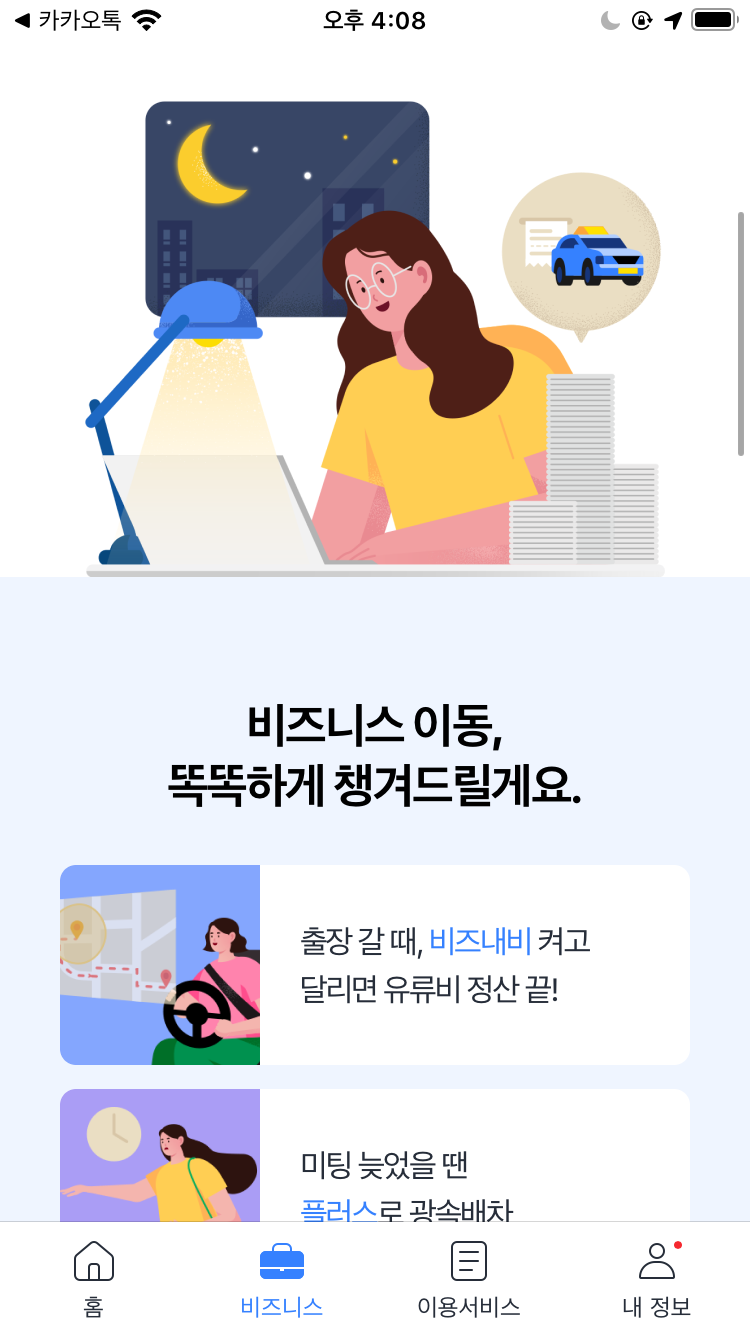 카카오톡
오후 4:08
비즈니스 이동,
똑똑하게 챙겨드릴게요.
출장 갈 때, 비즈내비 켜고
달리면 유류비 정산 끝!
미팅 늦었을 땐
플러스로 광속배차
홈
비즈니스
이용서비스
내 정보